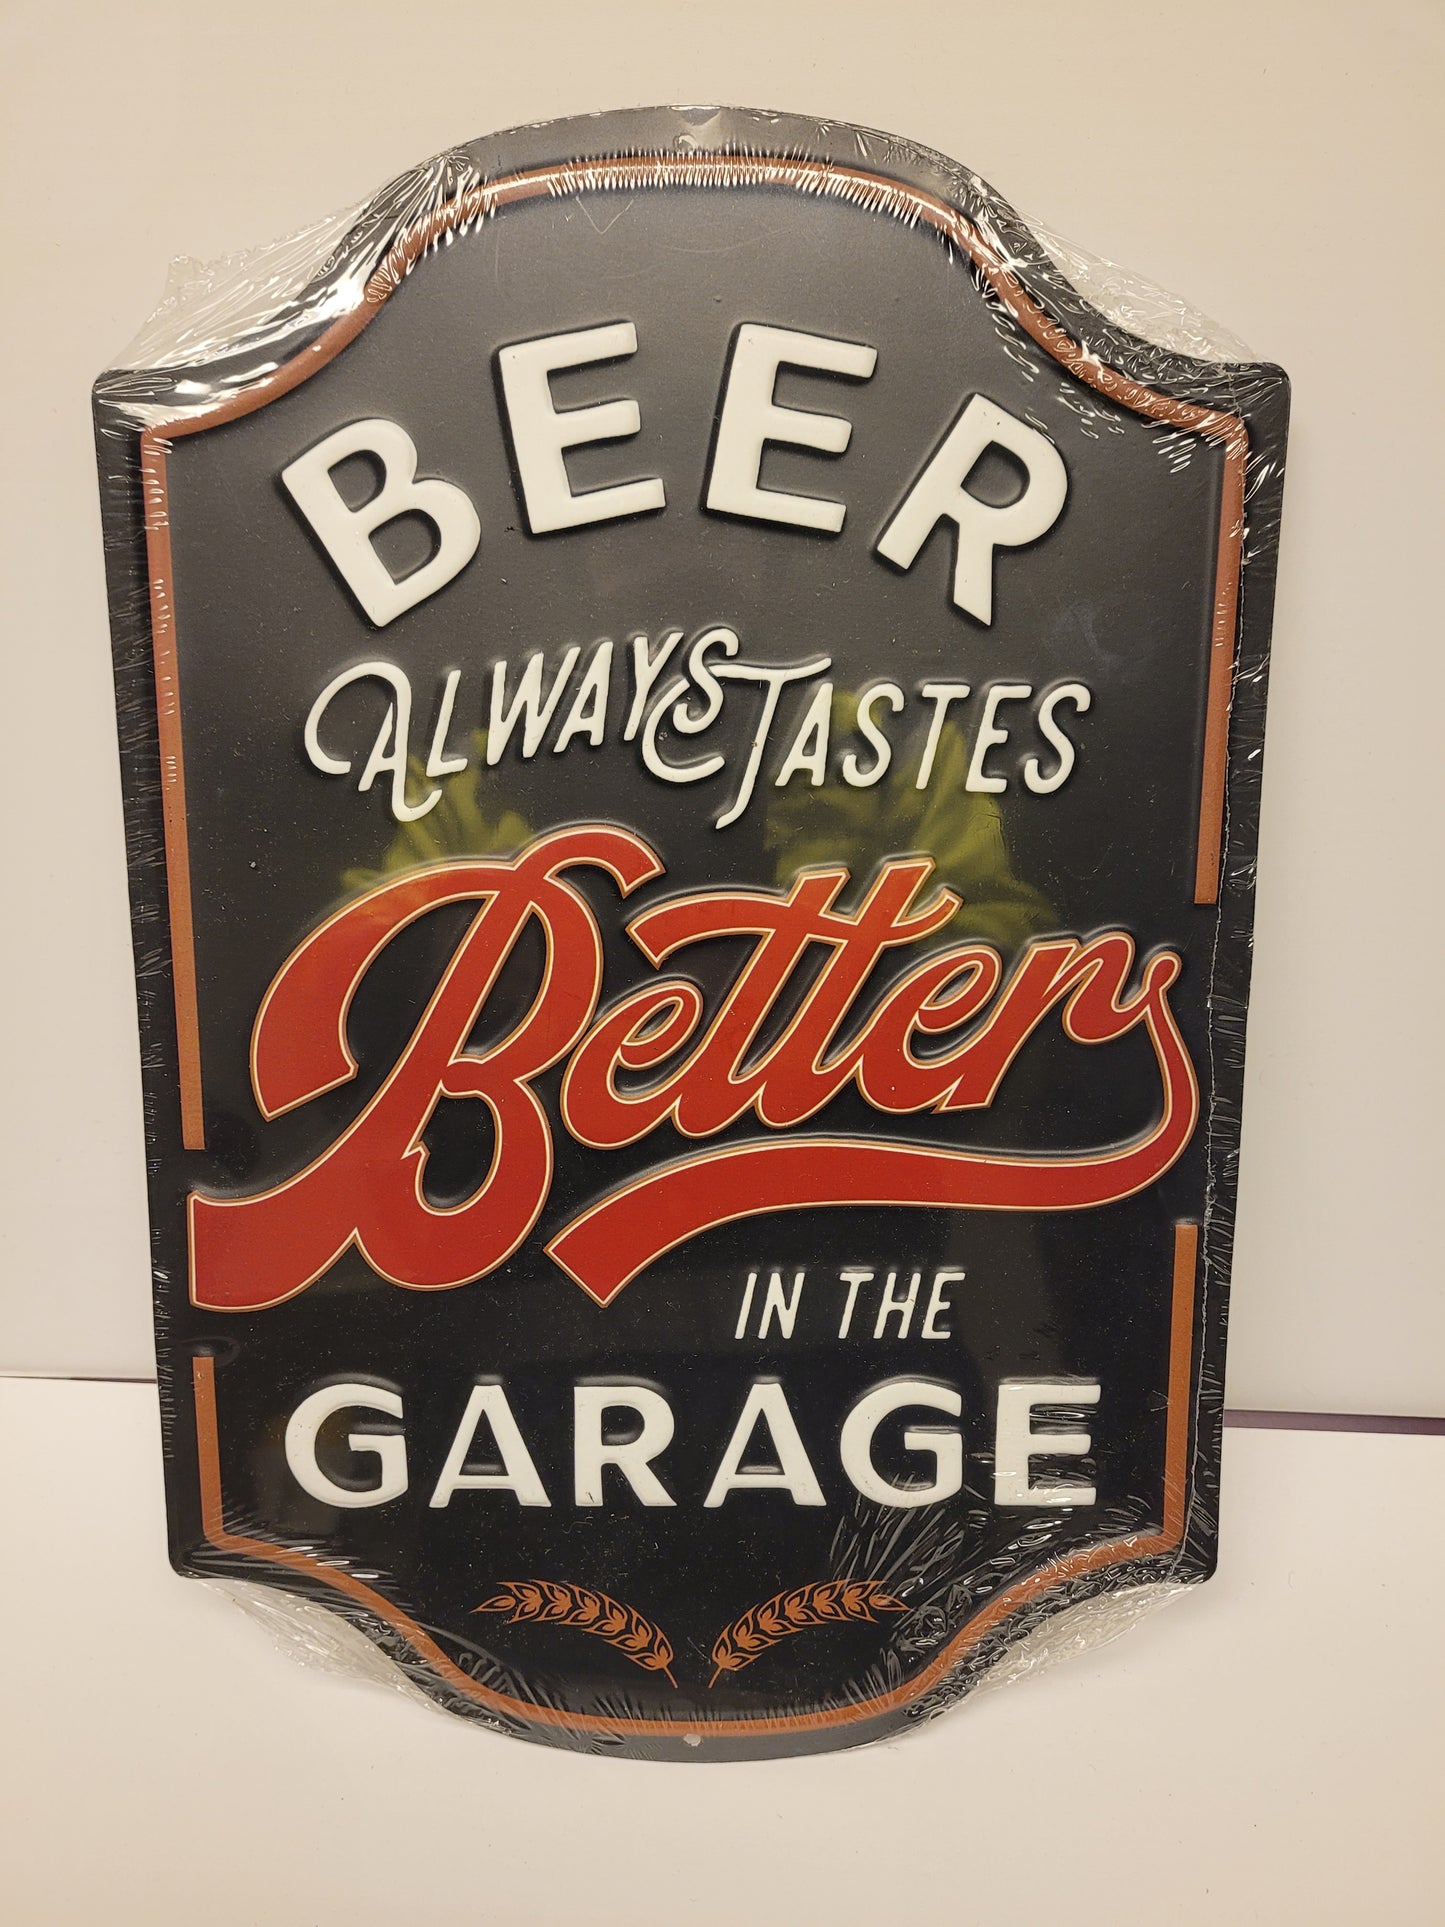 BEER
ALWAYS TASTES
Better
IN THE
GARAGE